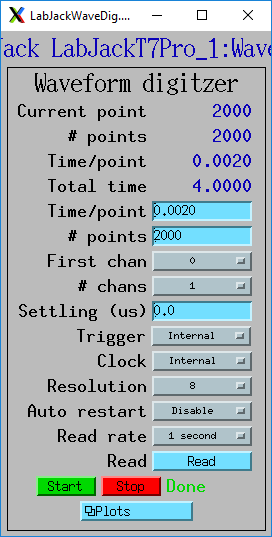 LabJackWaveDig....
Jack LabJackT7Pro_1:Wave
Waveform digitzer
Current point 2000
# points 2000
Time/point 0.0020
Total time 4.0000
Time/point 0.0020
# points 2000
First chan 0
# chans 1
Settling (us) 0.0
Trigger Internal
Clock Internal
Resolution 8
Auto restart Disable
Read rate 1 second
Read Read
Start Stop Done
Plots